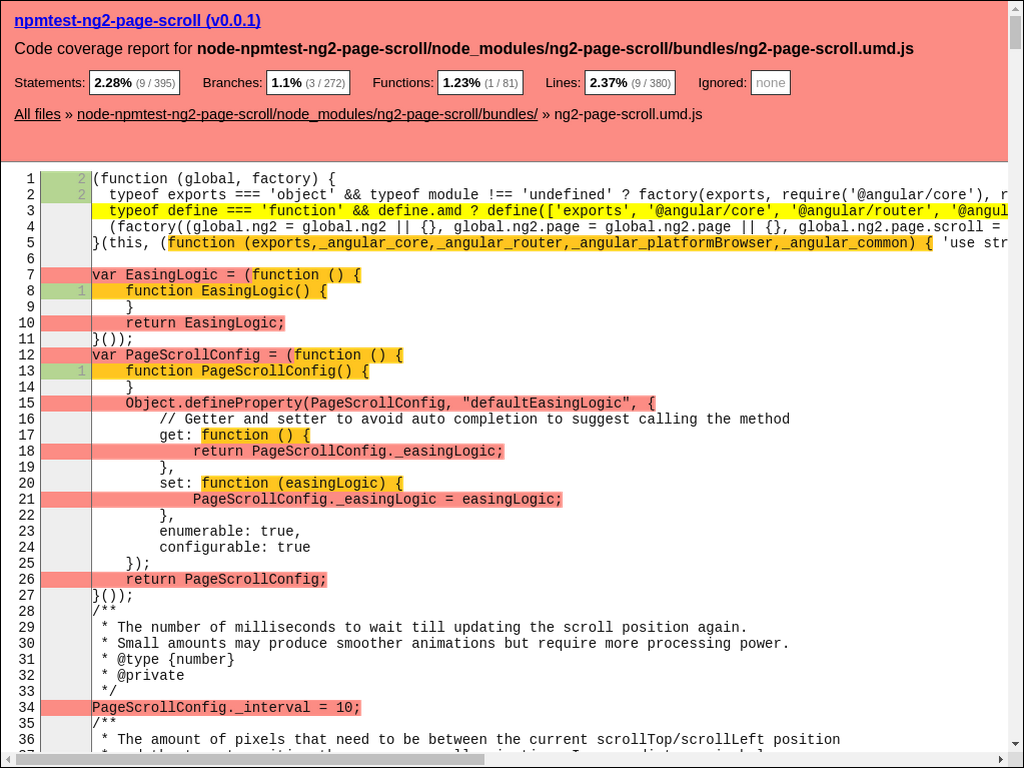 npmtest-ng2-page-scroll (v0.0.1)
Code coverage report for node-npmtest-ng2-page-scroll/node_modules/ng2-page-scroll/bundles/ng2-page-scroll.umd.js
Statements: 2.28% (9 / 395) Branches: 1.1% (3 / 272) Functions: 1.23% (1 / 81) Lines: 2.37% (9 / 380) Ignored: none
All files » node-npmtest-ng2-page-scroll/node_modules/ng2-page-scroll/bundles/ » ng2-page-scroll.umd.js
1 2 (function (global, factory) {
2 2   typeof exports === 'object' && typeof module !== 'undefined' ? factory(exports, require('@angular/core'), r
3   typeof define === 'function' && define.amd ? define(['exports', '@angular/core', '@angular/router', '@angul
4   (factory((global.ng2 = global.ng2 || {}, global.ng2.page = global.ng2.page || {}, global.ng2.page.scroll =
5 }(this, (function (exports,_angular_core,_angular_router,_angular_platformBrowser,_angular_common) { 'use str
6
7 var EasingLogic = (function () {
8 1     function EasingLogic() {
9     }
10     return EasingLogic;
11 }());
12 var PageScrollConfig = (function () {
13 1     function PageScrollConfig() {
14     }
15     Object.defineProperty(PageScrollConfig, "defaultEasingLogic", {
16         // Getter and setter to avoid auto completion to suggest calling the method
17         get: function () {
18             return PageScrollConfig._easingLogic;
19         },
20         set: function (easingLogic) {
21             PageScrollConfig._easingLogic = easingLogic;
22         },
23         enumerable: true,
24         configurable: true
25     });
26     return PageScrollConfig;
27 }());
28 /**
29  * The number of milliseconds to wait till updating the scroll position again.
30  * Small amounts may produce smoother animations but require more processing power.
31  * @type {number}
32  * @private
33  */
34 PageScrollConfig._interval = 10;
35 /**
36  * The amount of pixels that need to be between the current scrollTop/scrollLeft position